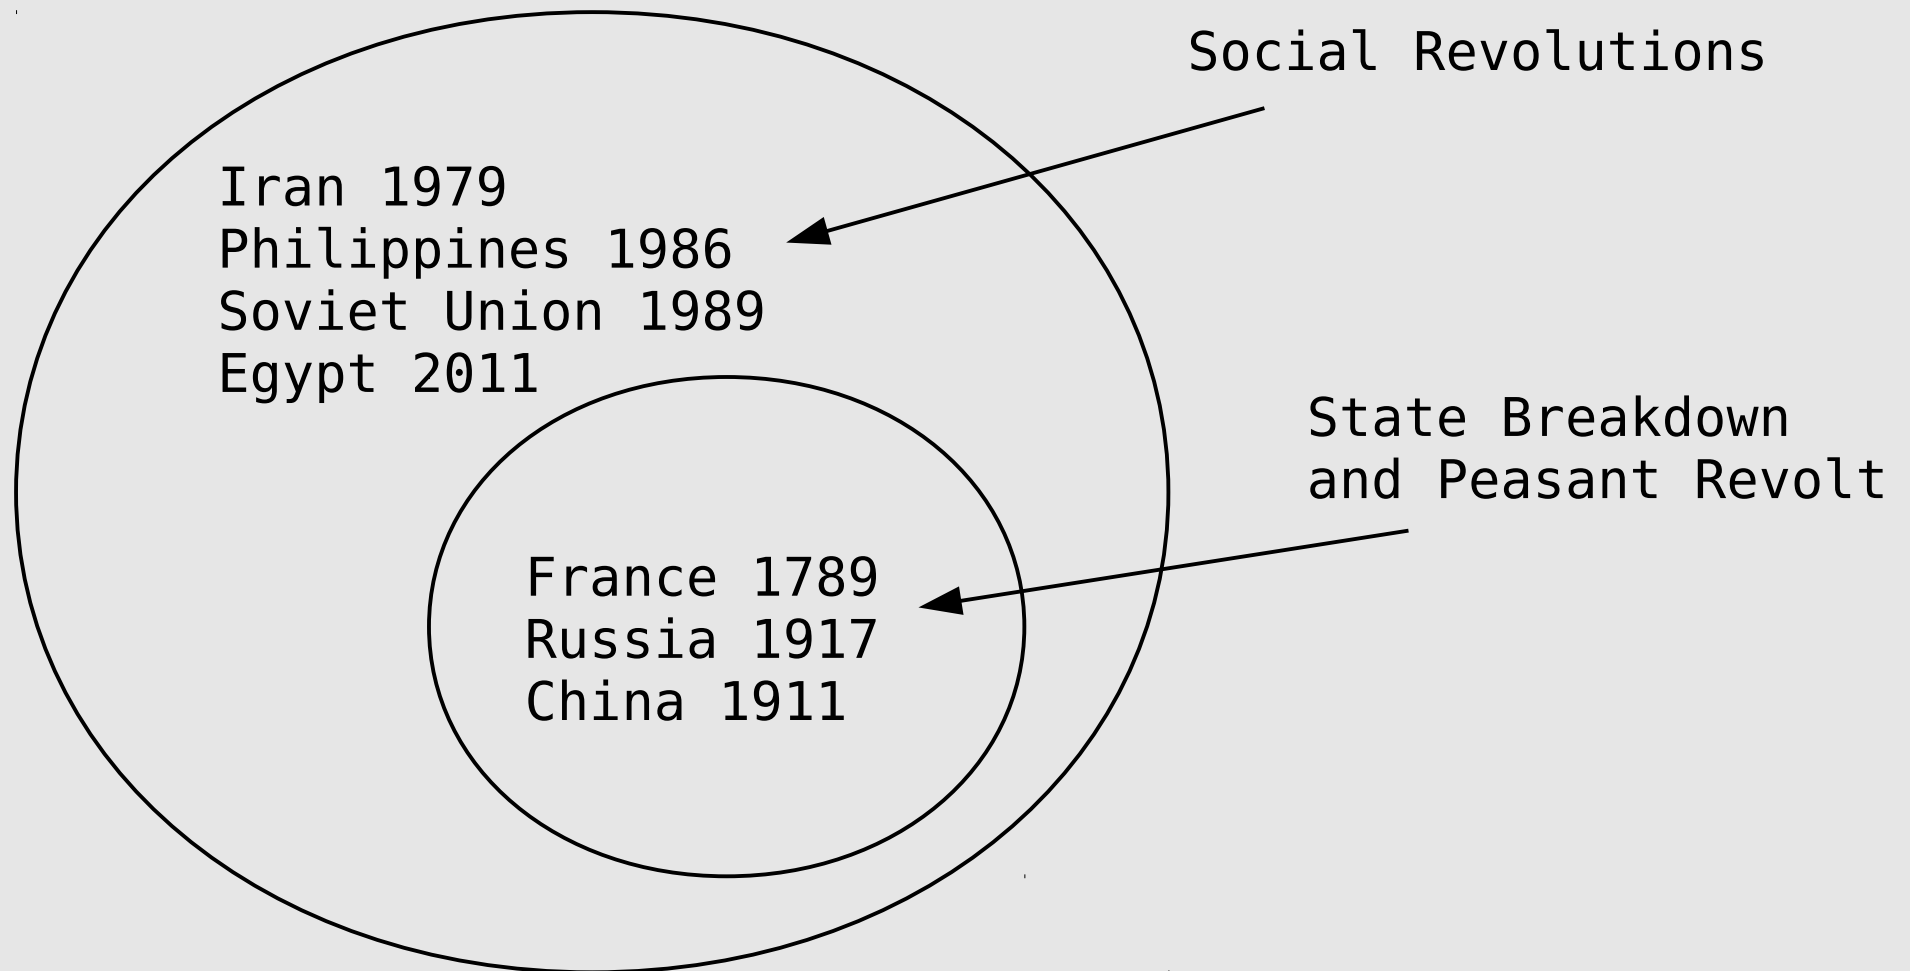 Social Revolutions
Iran 1979
Philippines 1986
Soviet Union 1989
Egypt 2011
State Breakdown
and Peasant Revolt
France 1789
Russia 1917
China 1911